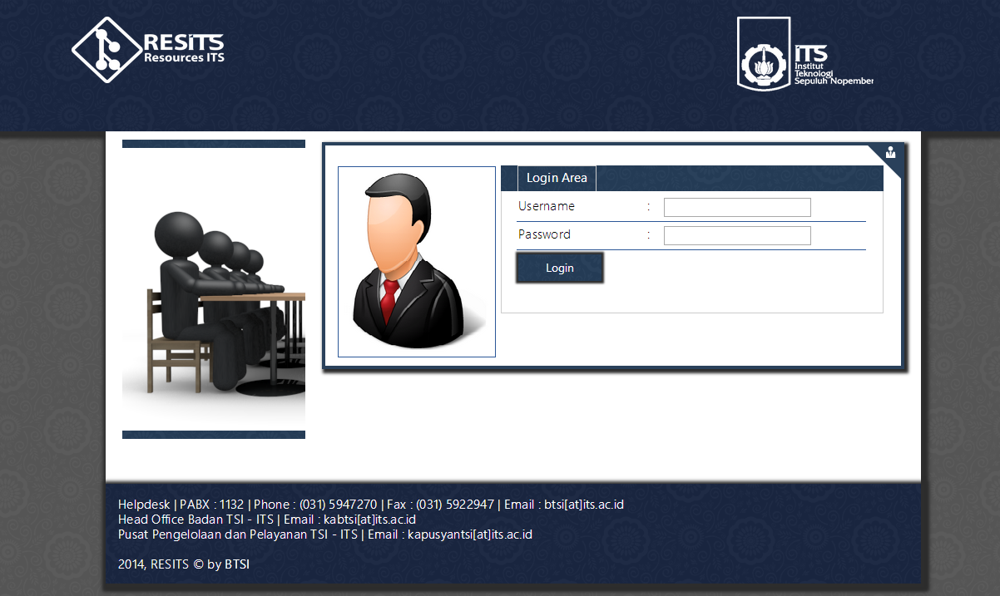 RESITS
Resources ITS
ITS
Institut
Teknologi
Sepuluh Nopember
Login Area
Username :
Password :
Login
Helpdesk | PABX : 1132 | Phone : (031) 5947270 | Fax : (031) 5922947 | Email : btsi[at]its.ac.id
Head Office Badan TSI - ITS | Email : kabtsi[at]its.ac.id
Pusat Pengelolaan dan Pelayanan TSI - ITS | Email : kapusyantsi[at]its.ac.id
2014, RESITS © by BTSI